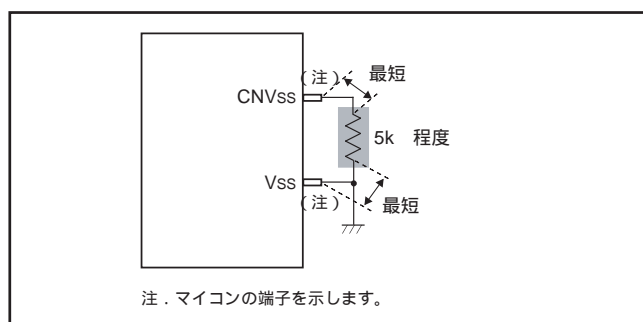 (注)
最短
CNVss
5k 程度
Vss
(注)
最短
注．マイコンの端子を示します。